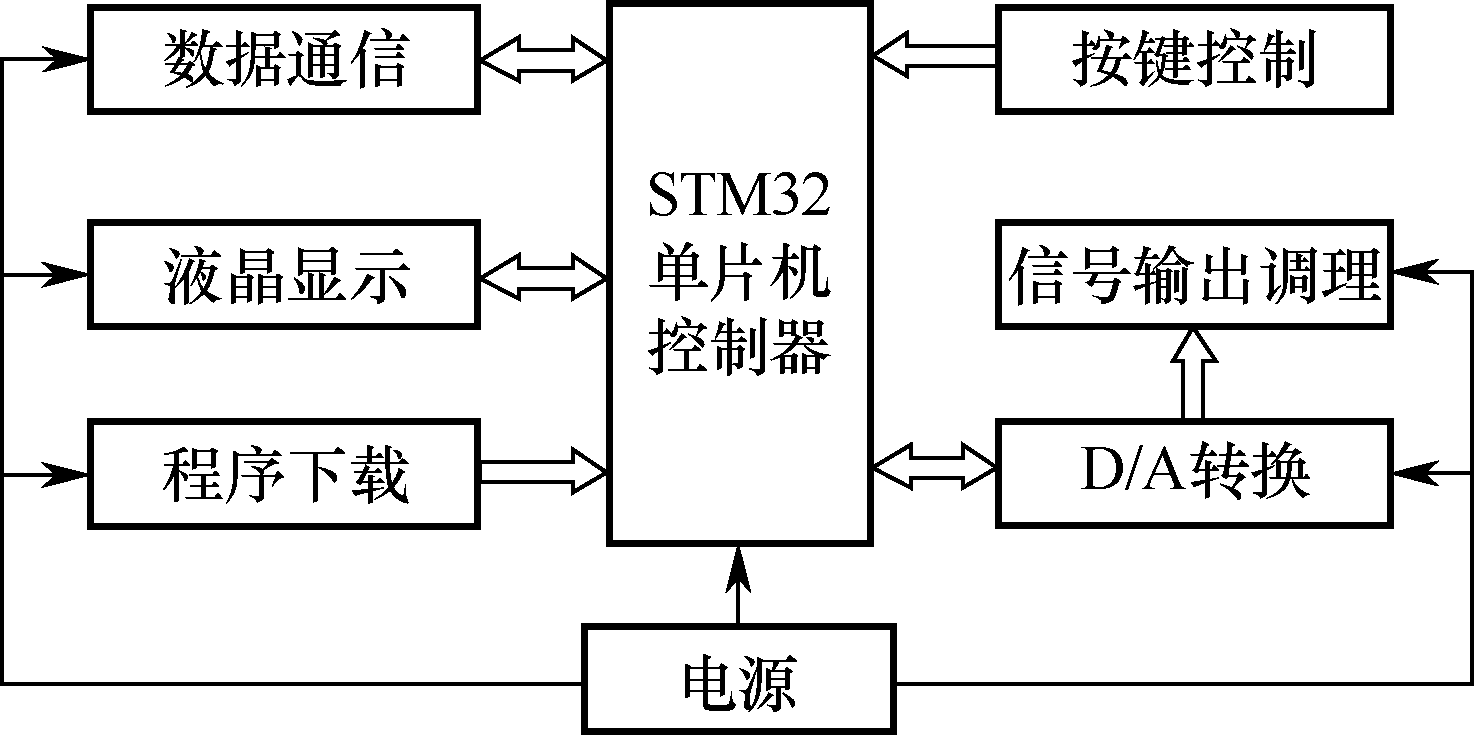 数据通信
液晶显示
程序下载
STM32
单片机
控制器
按键控制
信号输出调理
D/A转换
电源